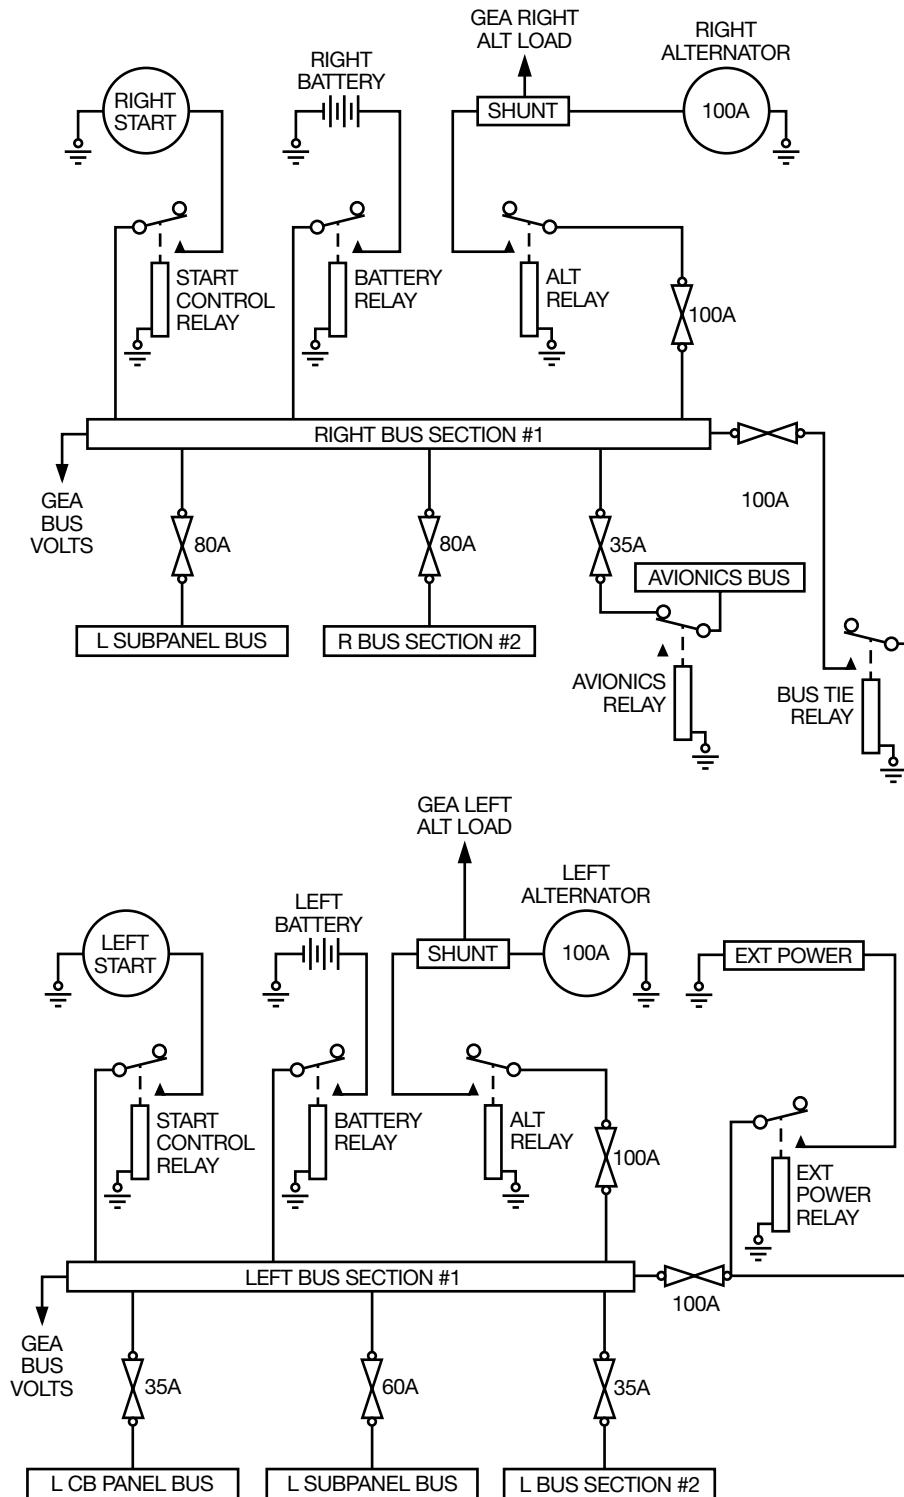 GEA RIGHT
ALT LOAD
RIGHT
ALTERNATOR
RIGHT
BATTERY
RIGHT
START
SHUNT
100A
START
CONTROL
RELAY
BATTERY
RELAY
ALT
RELAY
100A
RIGHT BUS SECTION #1
GEA
BUS
VOLTS
100A
80A
80A
35A
AVIONICS BUS
L SUBPANEL BUS
R BUS SECTION #2
AVIONICS
RELAY
BUS TIE
RELAY
GEA LEFT
ALT LOAD
LEFT
ALTERNATOR
LEFT
BATTERY
LEFT
START
SHUNT
100A
EXT POWER
START
CONTROL
RELAY
BATTERY
RELAY
ALT
RELAY
100A
EXT
POWER
RELAY
LEFT BUS SECTION #1
100A
GEA
BUS
VOLTS
35A
60A
35A
L CB PANEL BUS
L SUBPANEL BUS
L BUS SECTION #2